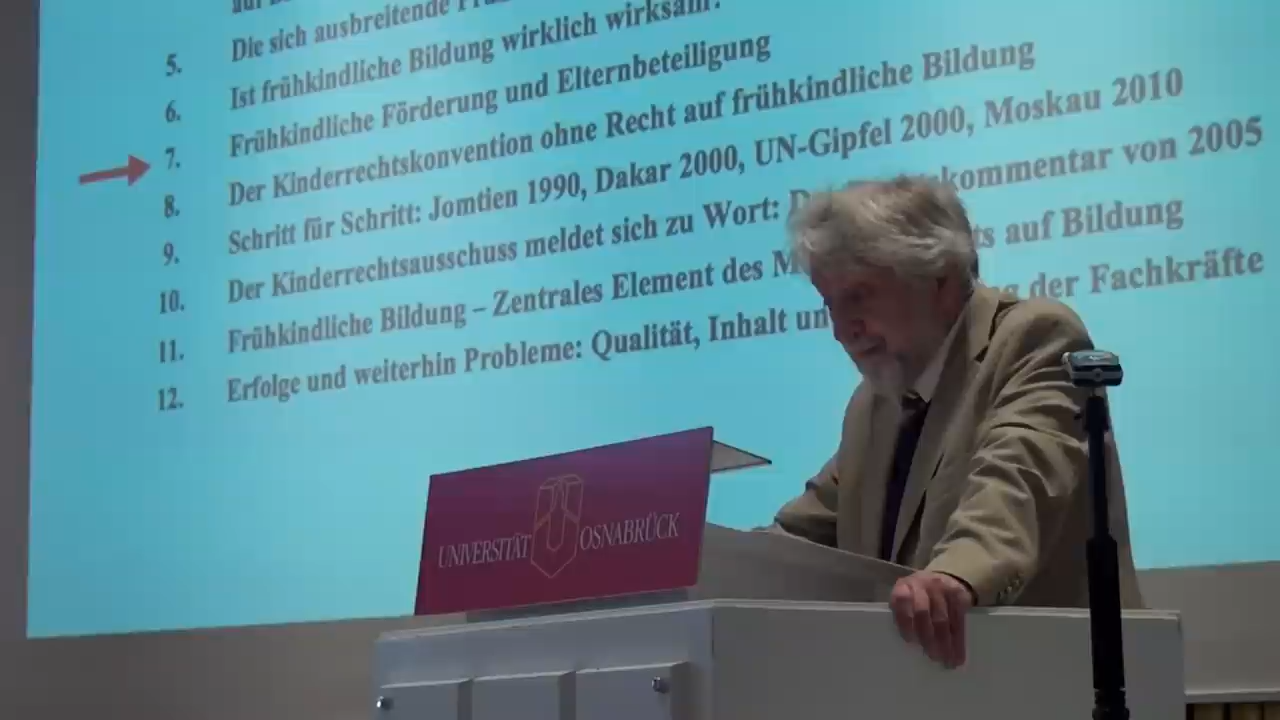 5. Die sich ausbreitende
6. Ist frühkindliche Bildung wirklich wirksam?
7. Frühkindliche Förderung und Elternbeteiligung
8. Der Kinderrechtskonvention ohne Recht auf frühkindliche Bildung
9. Schritt für Schritt: Jomtien 1990, Dakar 2000, UN-Gipfel 2000, Moskau 2010
10. Der Kinderrechtsausschuss meldet sich zu Wort: kommentar von 2005
11. Frühkindliche Bildung – Zentrales Element des ts auf Bildung
12. Erfolge und weiterhin Probleme: Qualität, Inhalt un der Fachkräfte
UNIVERSITÄT OSNABRÜCK